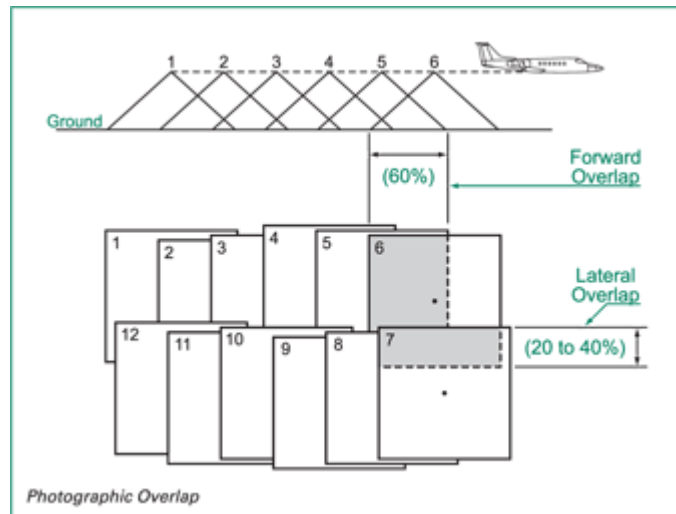 1 2 3 4 5 6
Ground
(60%)
Forward
Overlap
1
2
3
4
5
6
Lateral
Overlap
12
11
10
9
8
7
(20 to 40%)
Photographic Overlap